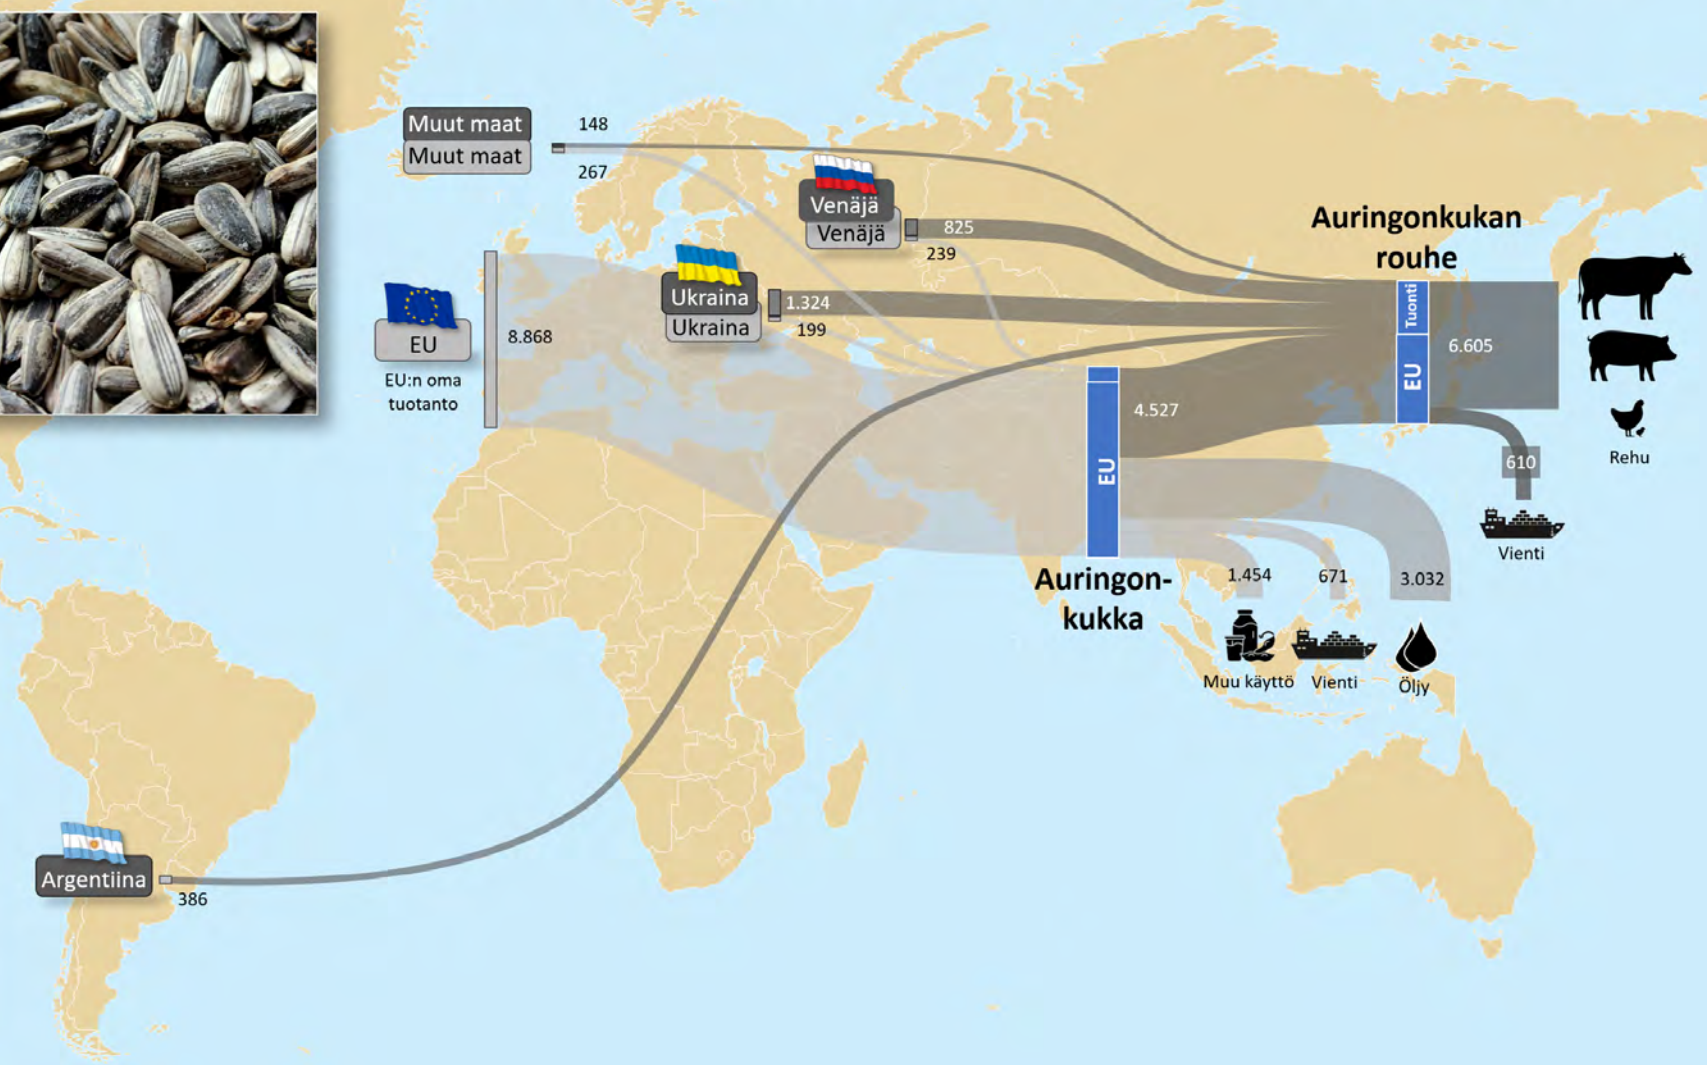 Muut maat
148
Muut maat
267
Venäjä
825
Venäjä
239
Auringonkukan
rouhe
Ukraina
1.324
Ukraina
199
Tuonti
EU
6.605
EU
8.868
EU:n oma
tuotanto
4.527
EU
Rehu
610
Vienti
Auringon-
kukka
1.454
671
3.032
Muu käyttö
Vienti
Öljy
Argentiina
386